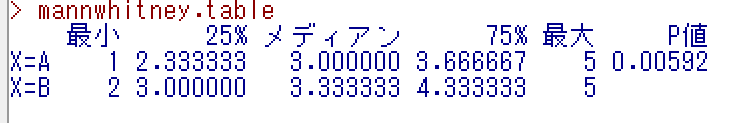 > mannwhitney.table
最小 25% メディアン 75% 最大 P値
X=A 1 2.333333 3.000000 3.666667 5 0.00592
X=B 2 3.000000 3.333333 4.333333 5